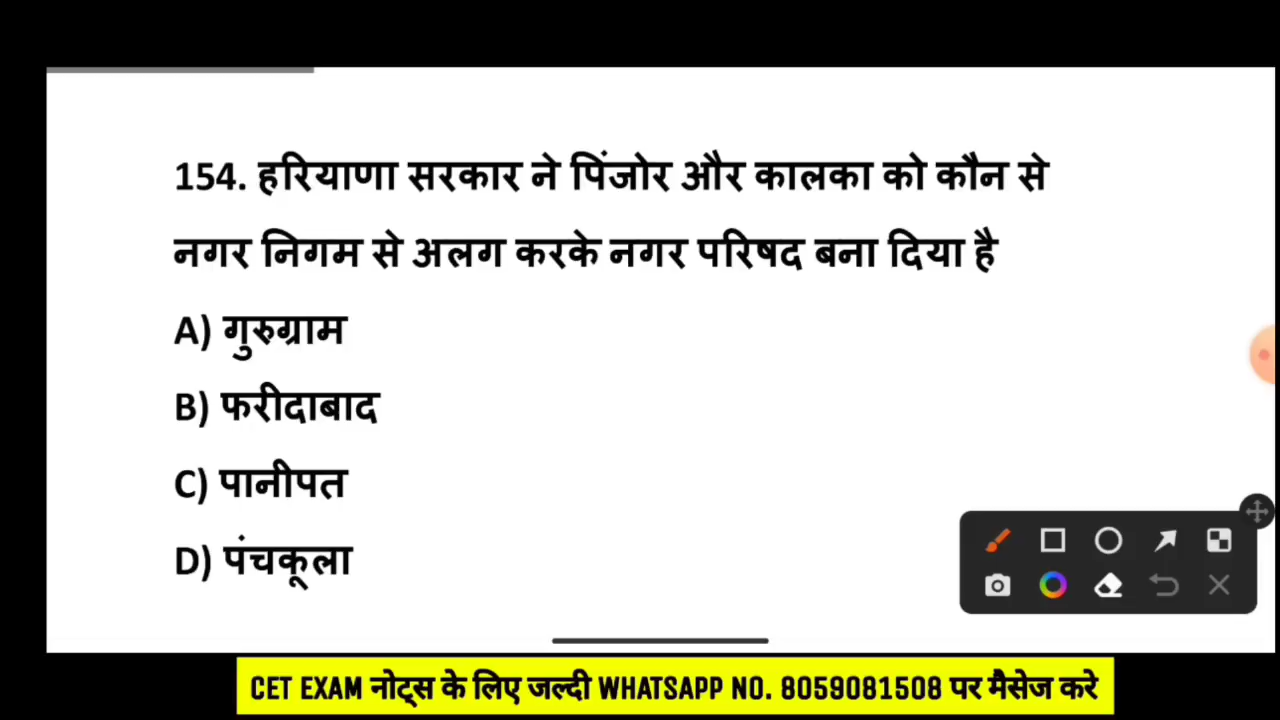 154. हरियाणा सरकार ने पिंजोर और कालका को कौन से
नगर निगम से अलग करके नगर परिषद बना दिया है
A) गुरुग्राम
B) फरीदाबाद
C) पानीपत
D) पंचकूला
CET EXAM नोट्स के लिए जल्दी WHATSAPP NO. 8059081508 पर मैसेज करे